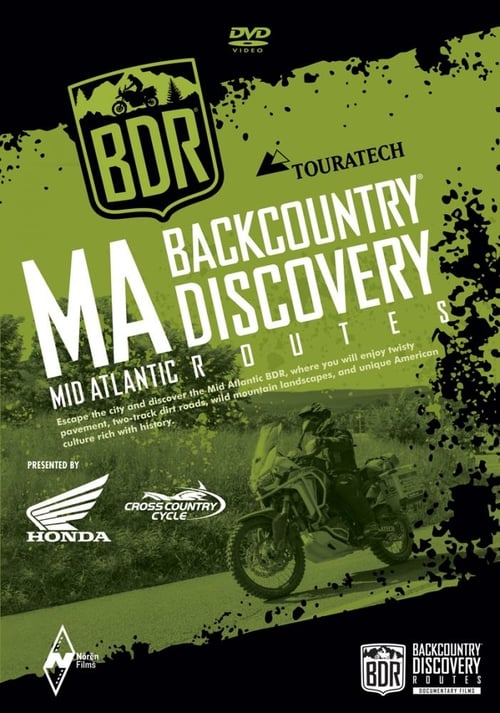 DVD
VIDEO
BDR
TOURATECH
MA BACKCOUNTRY®
DISCOVERY
MID ATLANTIC ROUTES
Escape the city and discover the Mid Atlantic BDR, where you will enjoy twisty
pavement, two-track dirt roads, wild mountain landscapes, and unique American
culture rich with history.
PRESENTED BY
HONDA
CROSS COUNTRY
CYCLE
N
Noren
Films
BDR
BACKCOUNTRY
DISCOVERY
ROUTES
DOCUMENTARY FILMS